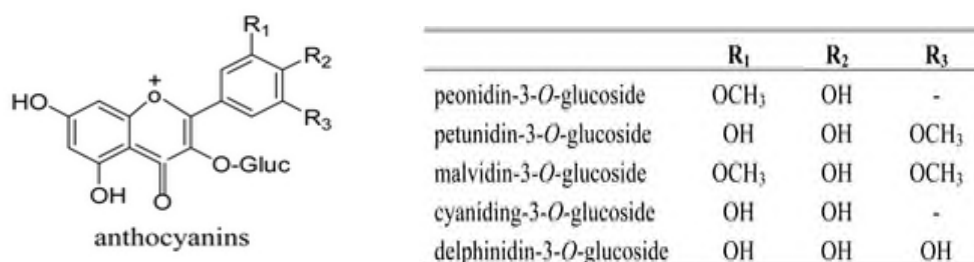 R1
R2
+
O
HO
R3
O-Gluc
OH
O
anthocyanins
R1 R2 R3
peonidin-3-O-glucoside OCH3 OH -
petunidin-3-O-glucoside OH OH OCH3
malvidin-3-O-glucoside OCH3 OH OCH3
cyaniding-3-O-glucoside OH OH -
delphinidin-3-O-glucoside OH OH OH